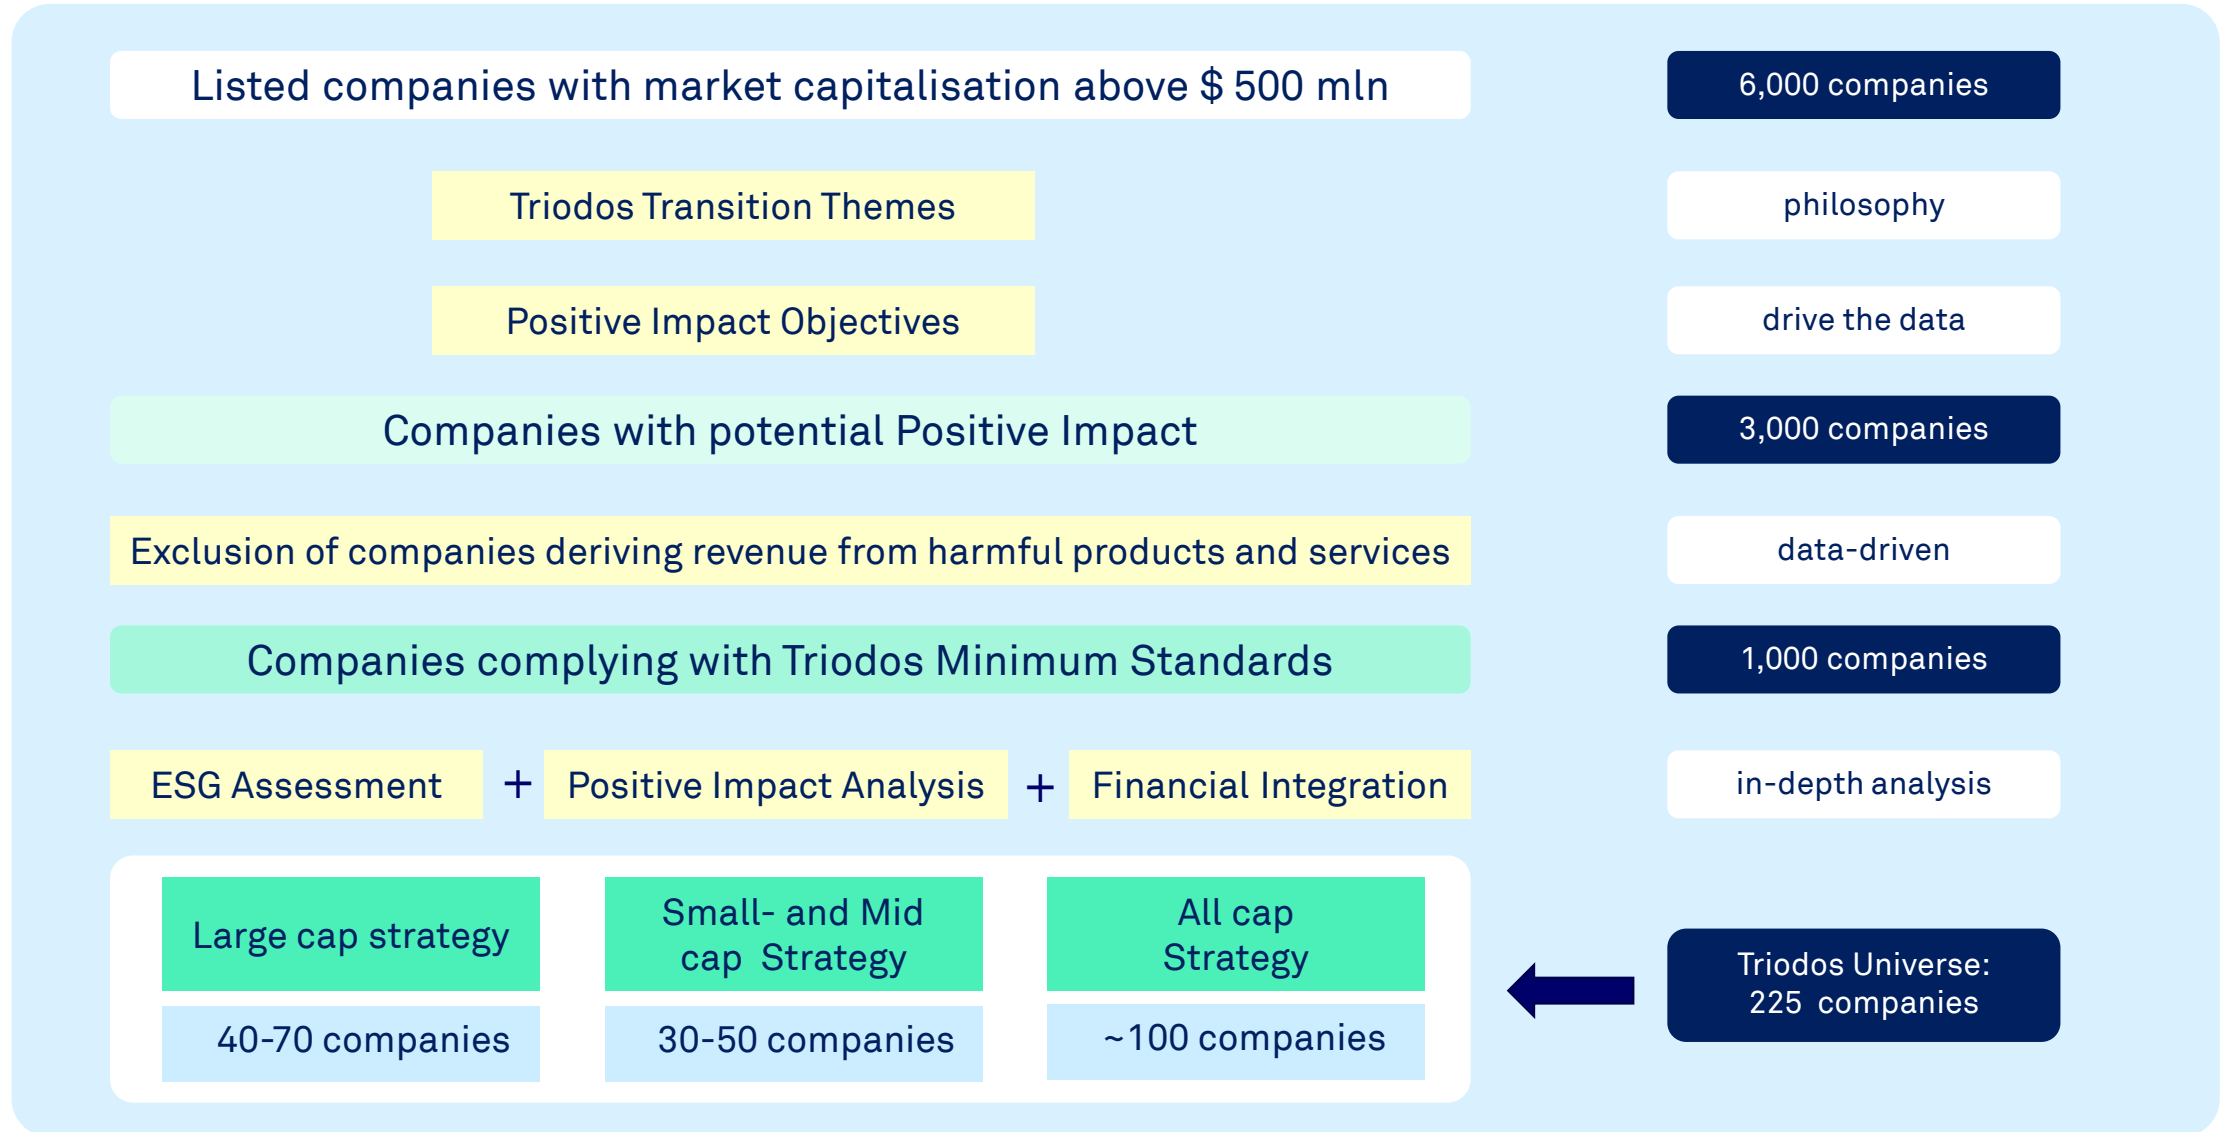 Listed companies with market capitalisation above $ 500 mln
6,000 companies
Triodos Transition Themes
philosophy
Positive Impact Objectives
drive the data
Companies with potential Positive Impact
3,000 companies
Exclusion of companies deriving revenue from harmful products and services
data-driven
Companies complying with Triodos Minimum Standards
1,000 companies
ESG Assessment + Positive Impact Analysis + Financial Integration
in-depth analysis
Large cap strategy
Small- and Mid
cap Strategy
All cap
Strategy
40-70 companies
30-50 companies
~100 companies
Triodos Universe:
225 companies